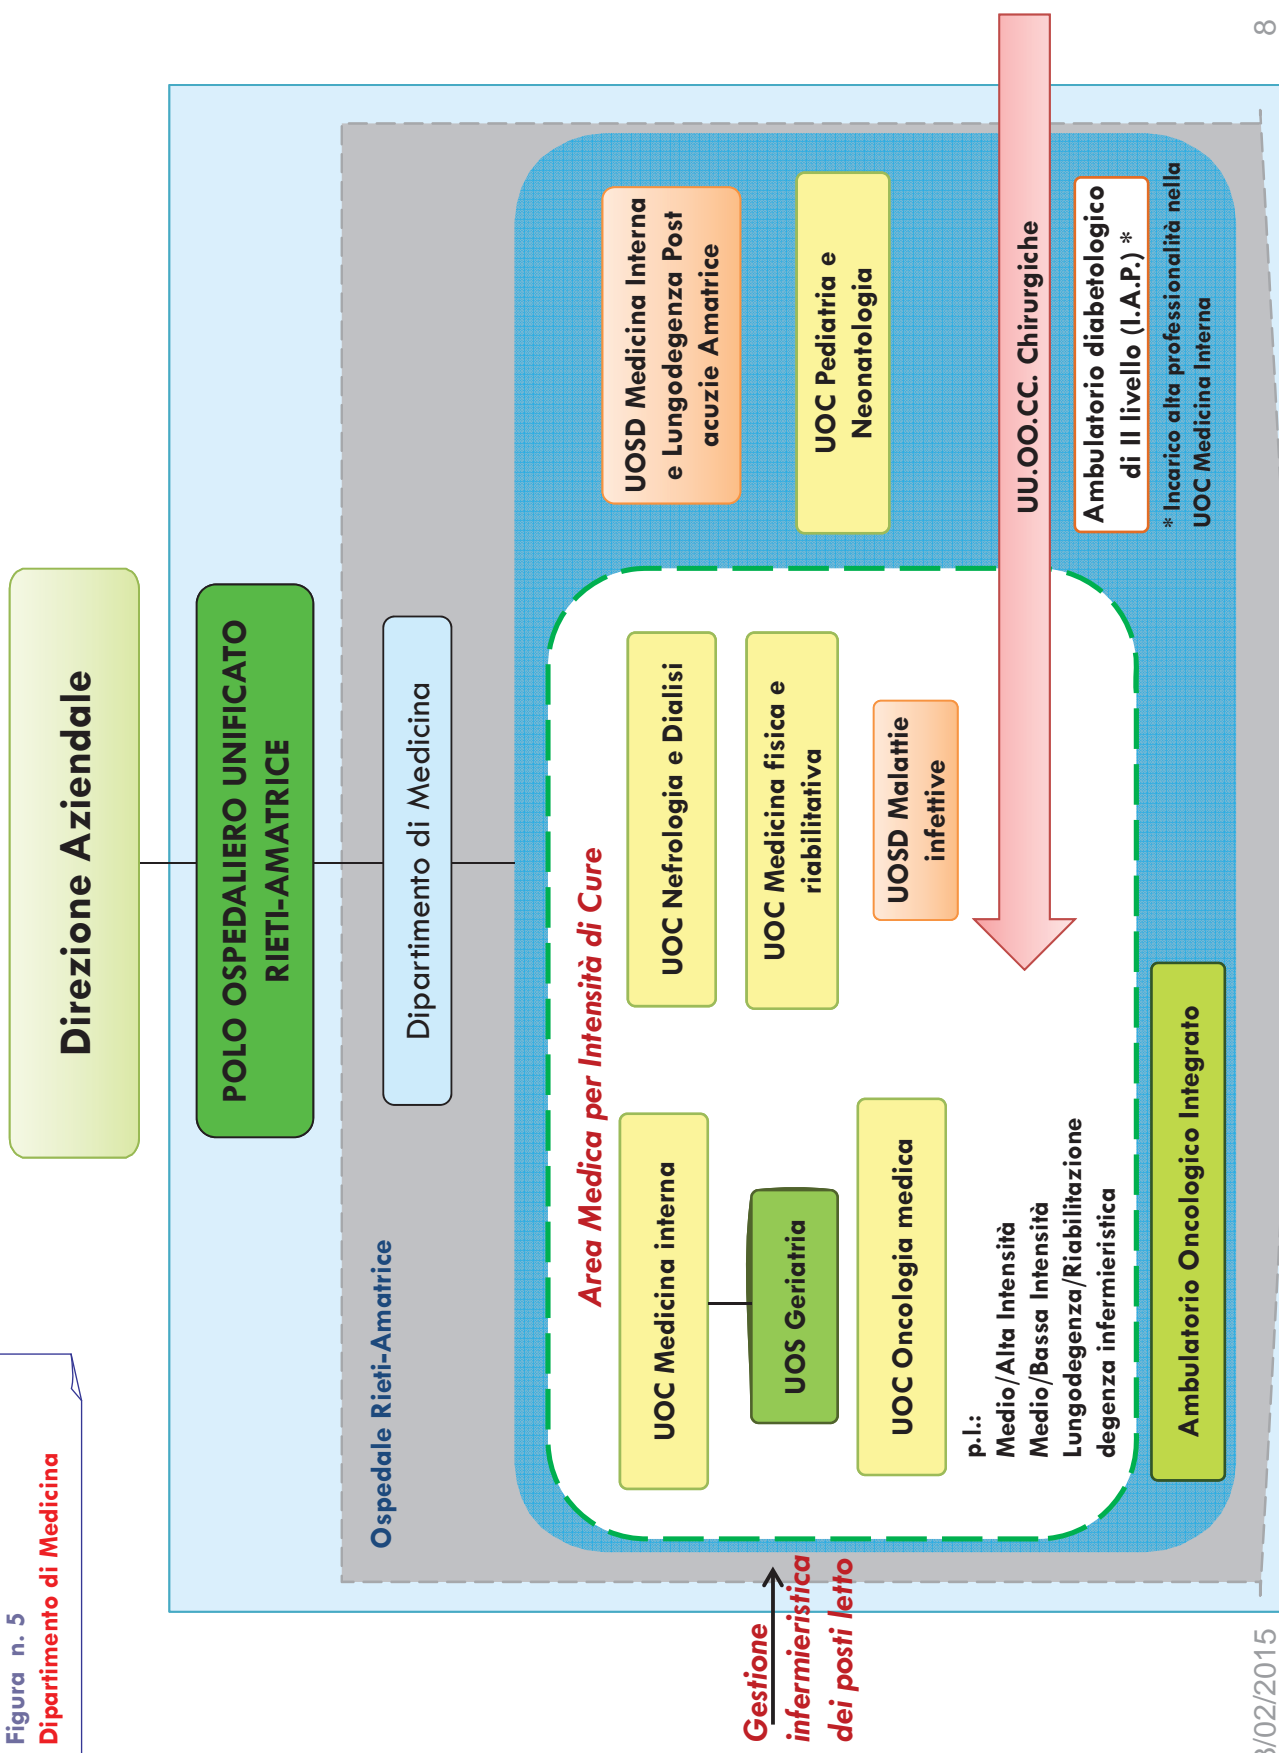 Figura n. 5
Dipartimento di Medicina
Direzione Aziendale
POLO OSPEDALIERO UNIFICATO
RIETI-AMATRICE
Ospedale Rieti-Amatrice
Dipartimento di Medicina
Area Medica per Intensità di Cure
UOC Medicina interna
UOS Geriatria
UOC Oncologia medica
p.l.:
Medio/Alta Intensità
Medio/Bassa Intensità
Lungodegenza/Riabilitazione
degenza infermieristica
UOC Nefrologia e Dialisi
UOC Medicina fisica e
riabilitativa
UOSD Malattie
infettive
UOSD Medicina Interna
e Lungodegenza Post
acuzie Amatrice
UOC Pediatria e
Neonatologia
UU.OO.CC. Chirurgiche
Ambulatorio diabetologico
di II livello (I.A.P.) *
* Incarico alta professionalità nella
UOC Medicina Interna
Ambulatorio Oncologico Integrato
Gestione
infermieristica
dei posti letto
/02/2015
8